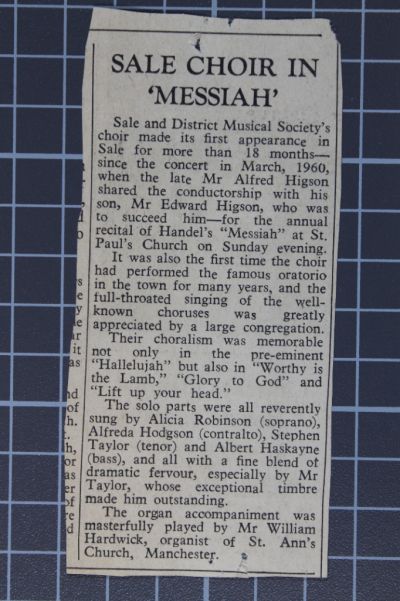 SALE CHOIR IN
'MESSIAH'
Sale and District Musical Society's
choir made its first appearance in
Sale for more than 18 months—
since the concert in March, 1960,
when the late Mr Alfred Higson
shared the conductorship with his
son, Mr Edward Higson, who was
to succeed him—for the annual
recital of Handel's "Messiah" at St.
Paul's Church on Sunday evening.
It was also the first time the choir
had performed the famous oratorio
in the town for many years, and the
full-throated singing of the well-
known choruses was greatly
appreciated by a large congregation.
Their choralism was memorable
not only in the pre-eminent
"Hallelujah" but also in "Worthy is
the Lamb," "Glory to God" and
"Lift up your head."
The solo parts were all reverently
sung by Alicia Robinson (soprano),
Alfreda Hodgson (contralto), Stephen
Taylor (tenor) and Albert Haskayne
(bass), and all with a fine blend of
dramatic fervour, especially by Mr
Taylor, whose exceptional timbre
made him outstanding.
The organ accompaniment was
masterfully played by Mr William
Hardwick, organist of St. Ann's
Church, Manchester.